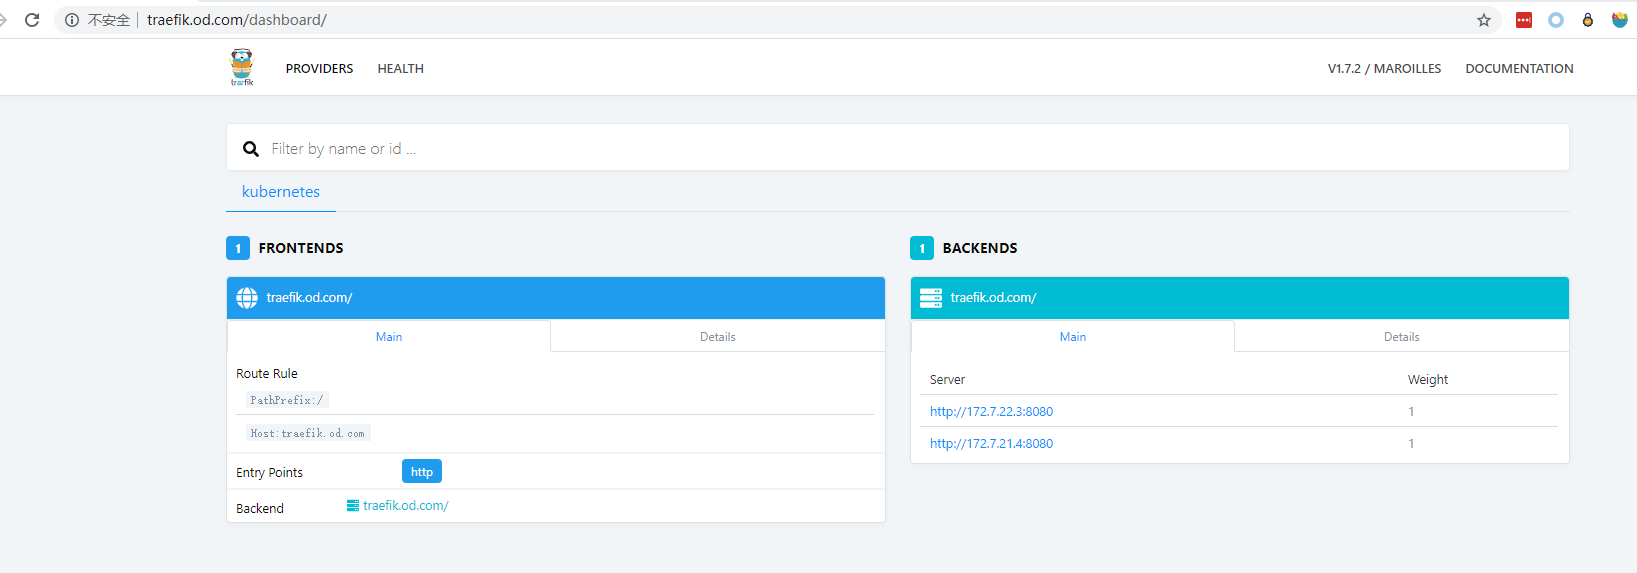 不安全 traefik.od.com/dashboard/
træfik PROVIDERS HEALTH V1.7.2 / MAROILLES DOCUMENTATION
Filter by name or id ...
kubernetes
1 FRONTENDS
traefik.od.com/
Main Details
Route Rule
PathPrefix:/
Host:traefik.od.com
Entry Points http
Backend traefik.od.com/
1 BACKENDS
traefik.od.com/
Main Details
Server Weight
http://172.7.22.3:8080 1
http://172.7.21.4:8080 1